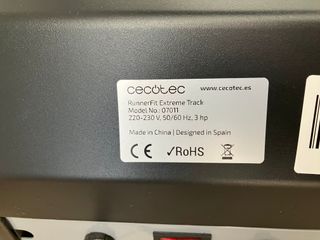 cecotec www.cecotec.es
RunnerFit Extreme Track
Model No.: 07011
220-230 V, 50/60 Hz, 3 hp
Made in China | Designed in Spain
CE ✓RoHS